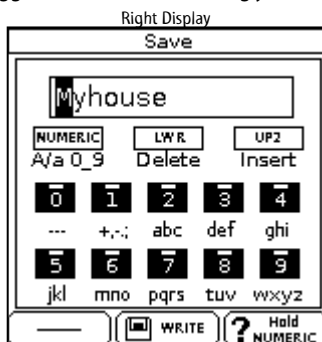 Right Display
Save
Myhouse
NUMERIC LWR UP2
A/a 0_9 Delete Insert
0 1 2 3 4
--- +,-.; abc def ghi
5 6 7 8 9
jkl mno pqrs tuv wxyz
WRITE ? Hold NUMERIC